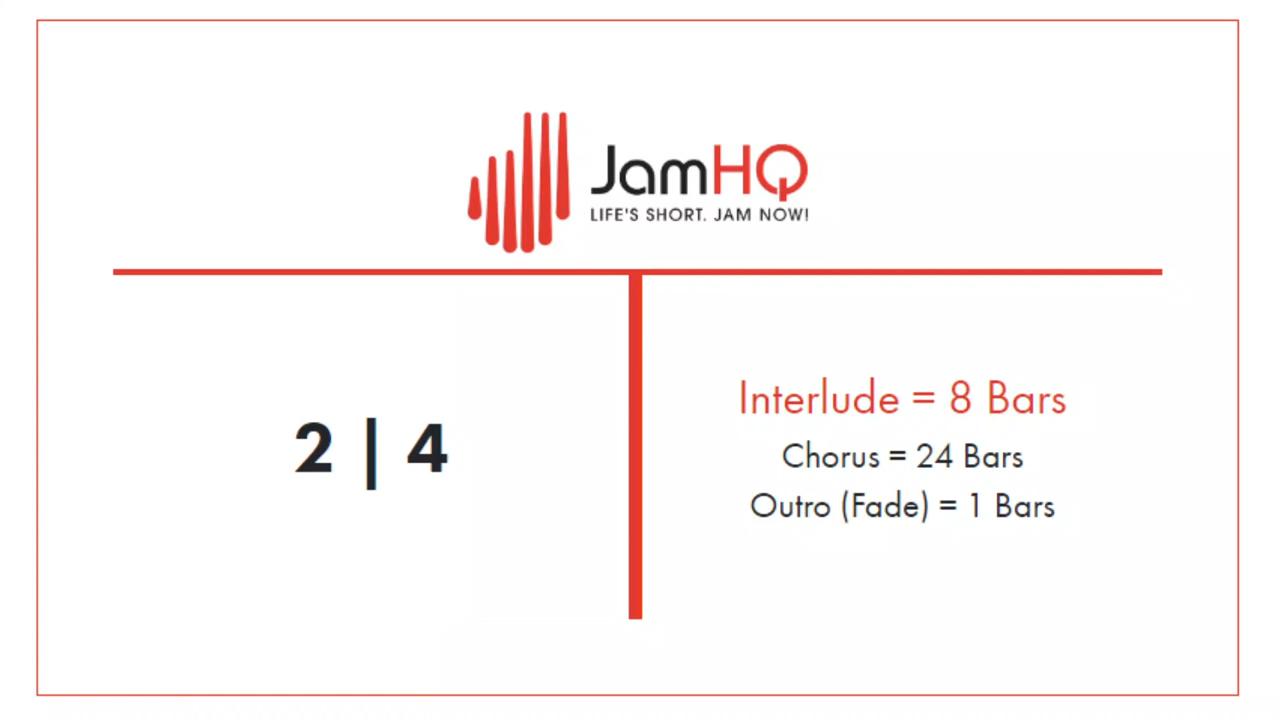 JamHQ
LIFE'S SHORT. JAM NOW!
2 | 4
Interlude = 8 Bars
Chorus = 24 Bars
Outro (Fade) = 1 Bars